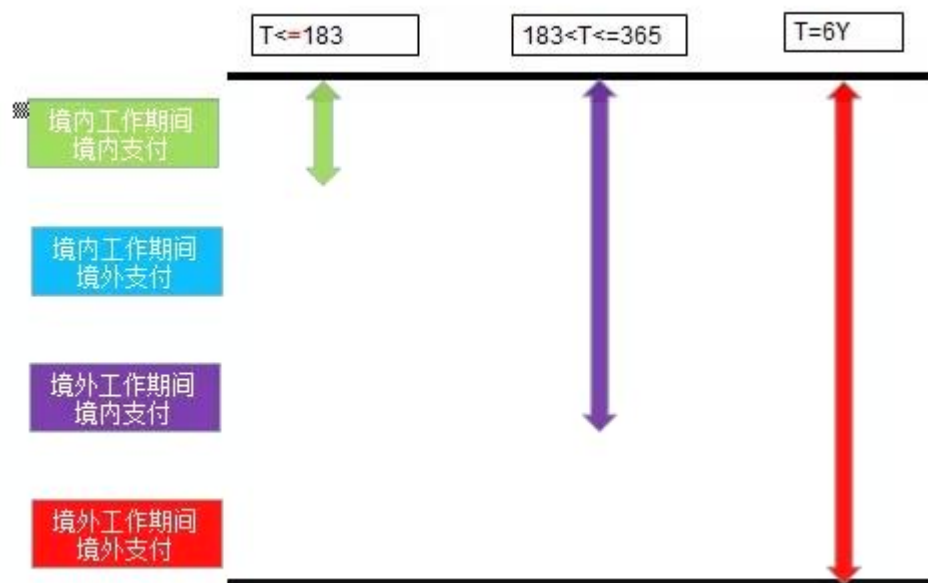 T<=183
183<T<=365
T=6Y
境内工作期间
境内支付
境内工作期间
境外支付
境外工作期间
境内支付
境外工作期间
境外支付